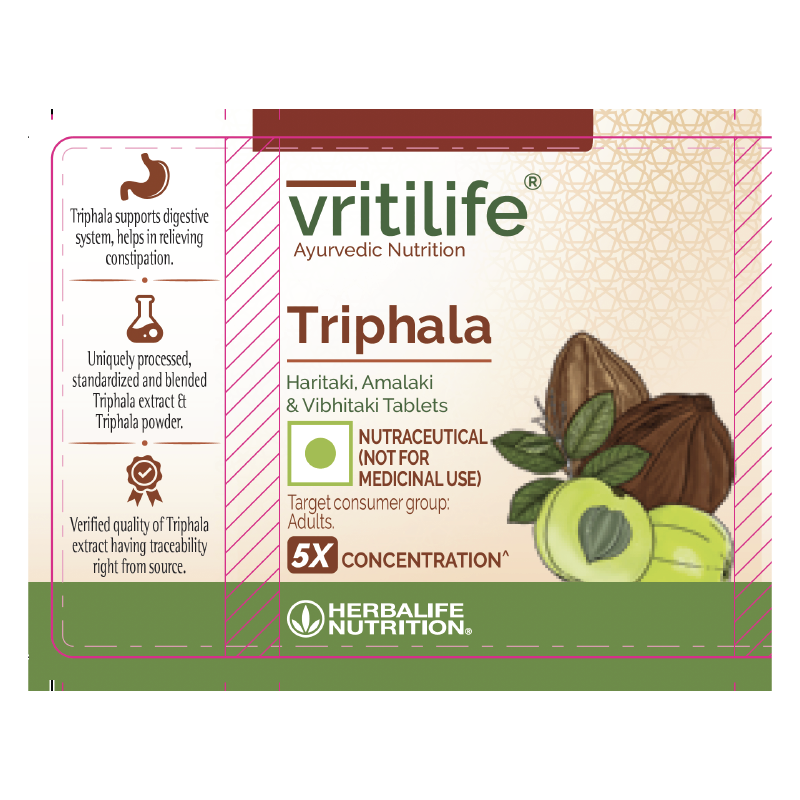 Triphala supports digestive
system, helps in relieving
constipation.
Uniquely processed,
standardized and blended
Triphala extract &
Triphala powder.
Verified quality of Triphala
extract having traceability
right from source.
vritilife®
Ayurvedic Nutrition
Triphala
Haritaki, Amalaki
& Vibhitaki Tablets
NUTRACEUTICAL
(NOT FOR
MEDICINAL USE)
Target consumer group:
Adults.
5X CONCENTRATION^
HERBALIFE
NUTRITION®